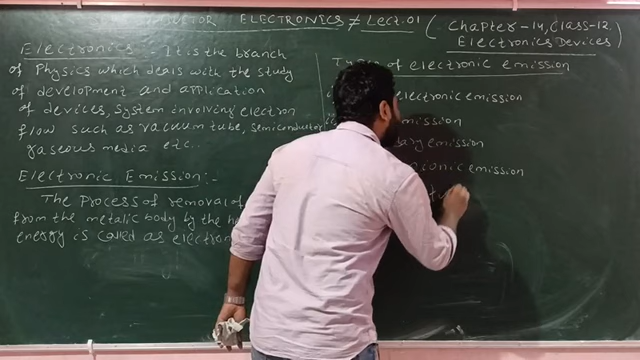 ELECTRONICS ≠ Lect. 01
(Chapter-14, Class-12.
Electronics Devices)
Electronics :- It is the branch
of Physics which deals with the study
of development and application
of devices, system involving electron
flow such as vacuum tube, semiconductor
gaseous media etc..
Electronic Emission :-
The Process of removal of
from the metalic body by the
energy is called as electron
Types of electronic emission
electronic emission
emission
emission
ionic emission